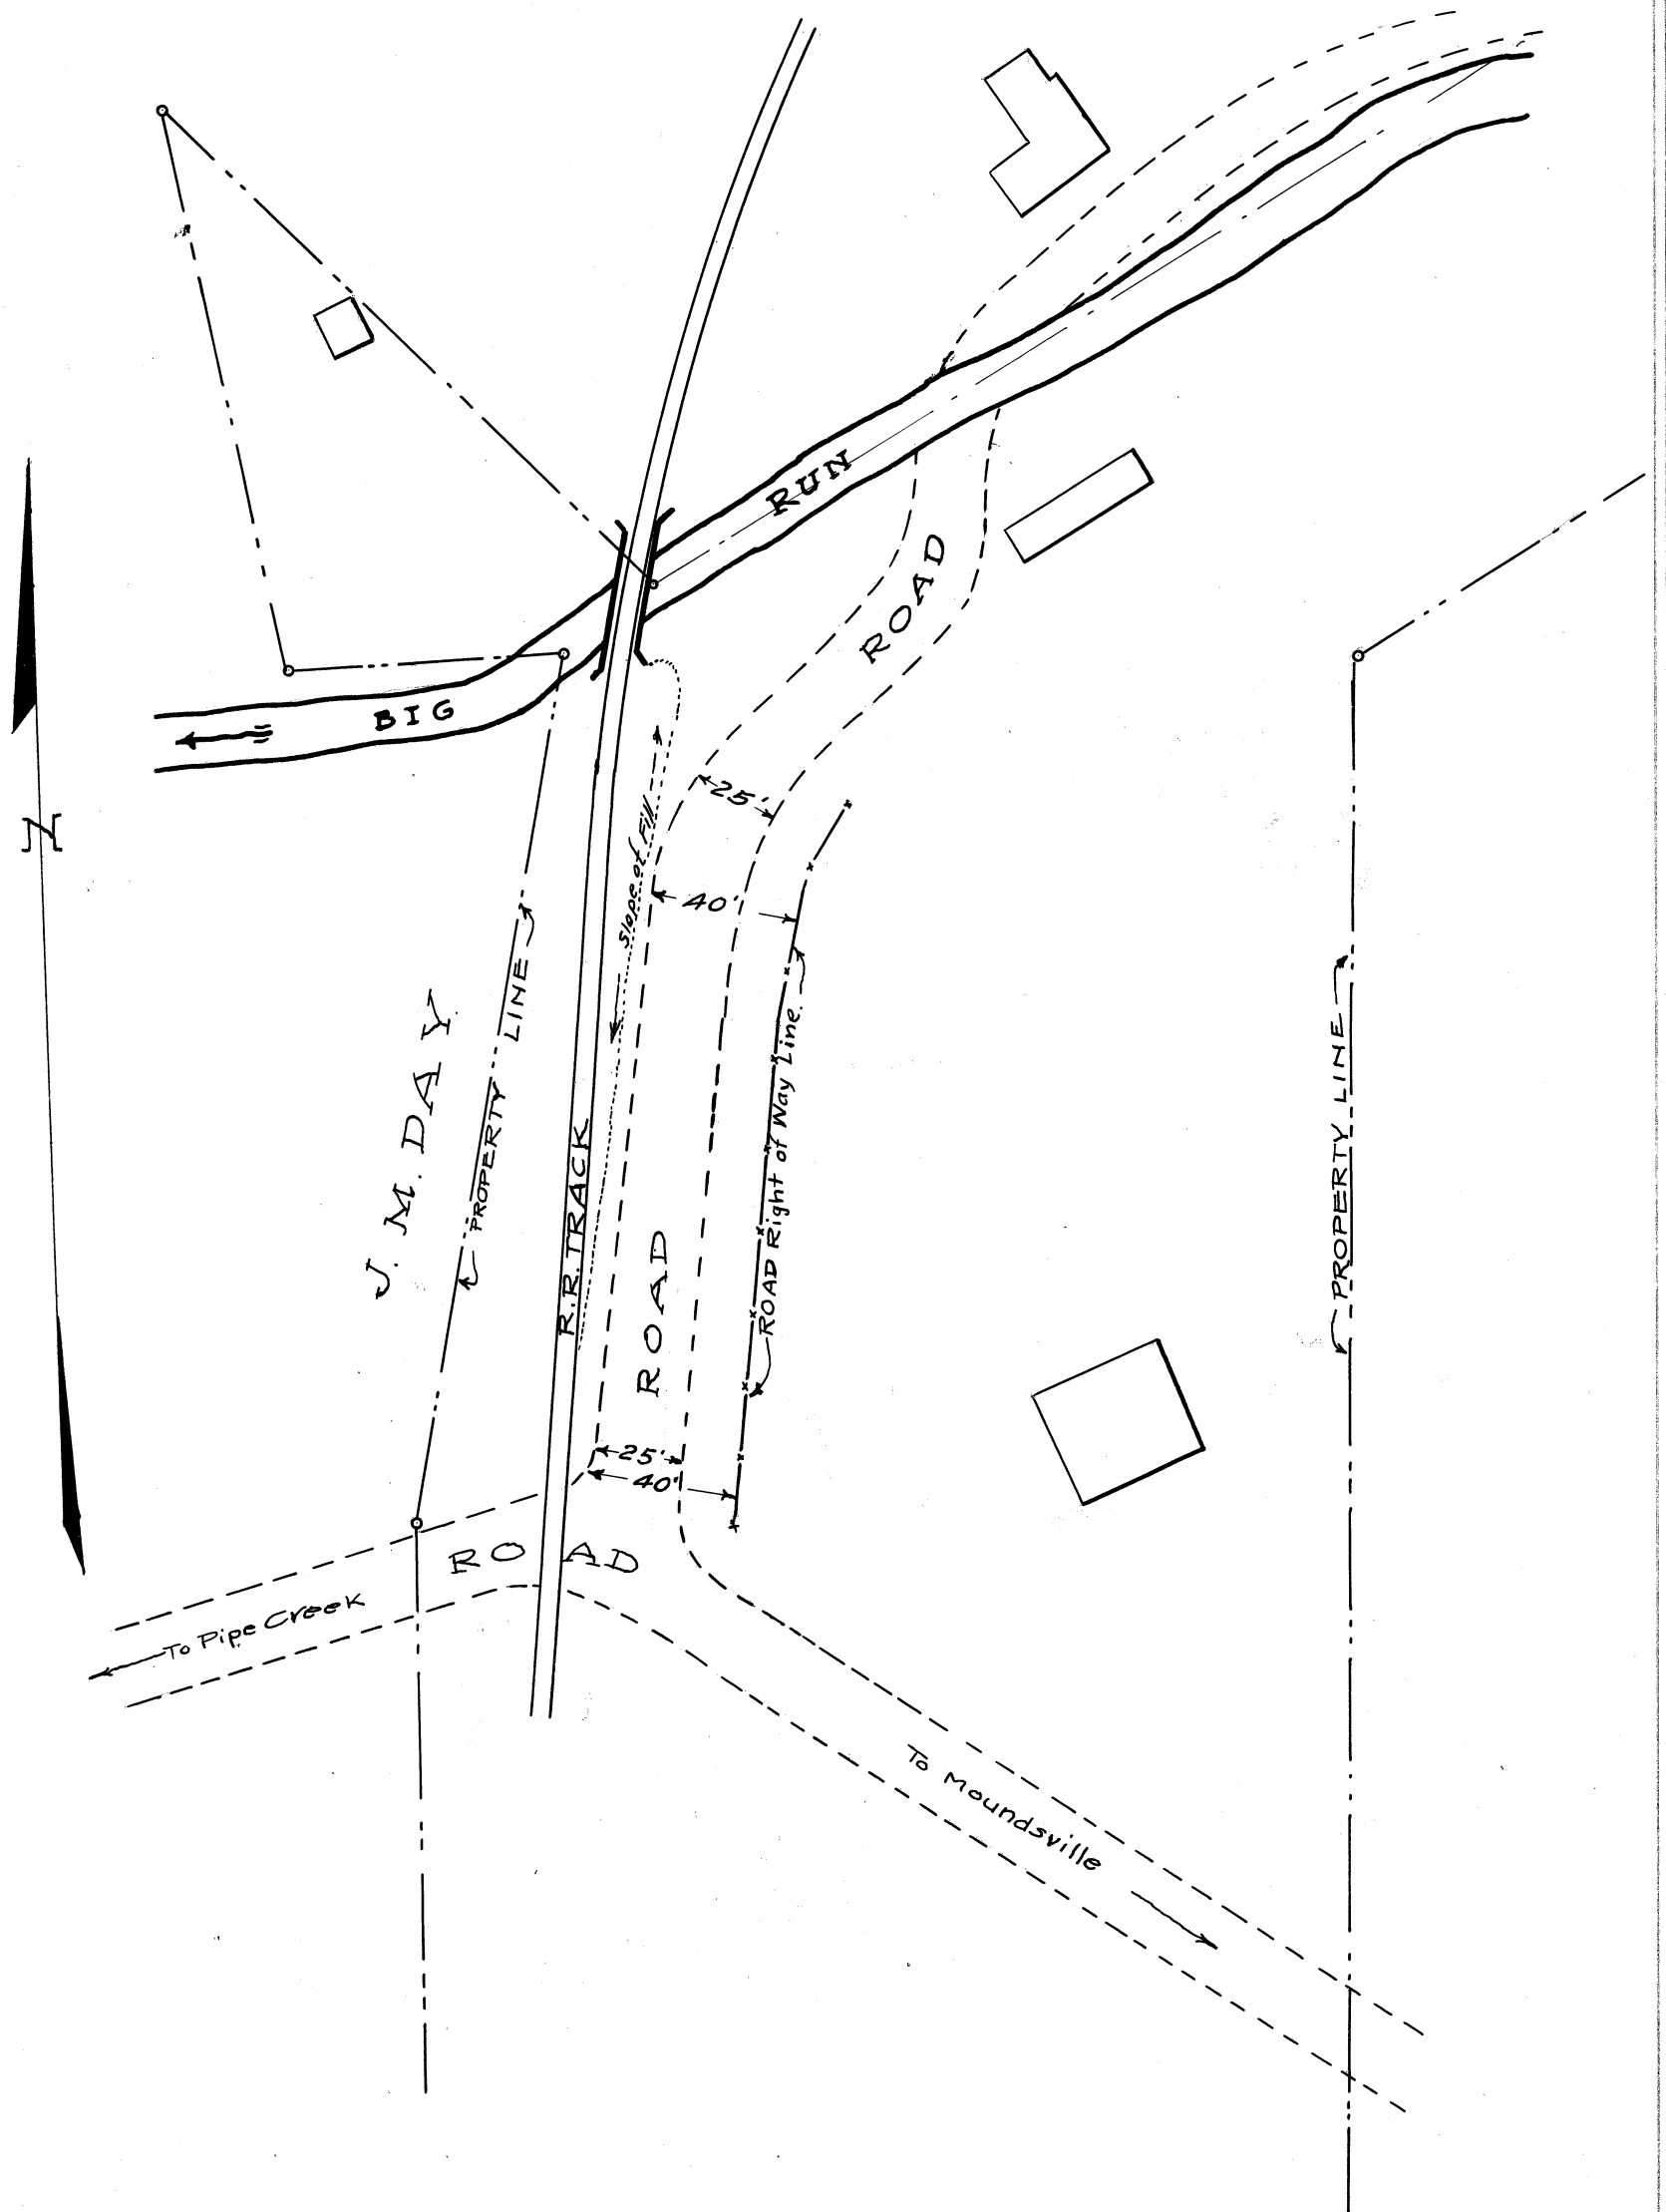 RUN
ROAD
BIG
25'
Slope of Fill
40'
N
LINE
PROPERTY
J. M. DAY.
ROAD Right of Way Line.
PROPERTY LINE
R.R. TRACK
ROAD
25'
40'
ROAD
To Pipe Creek
To Moundsville